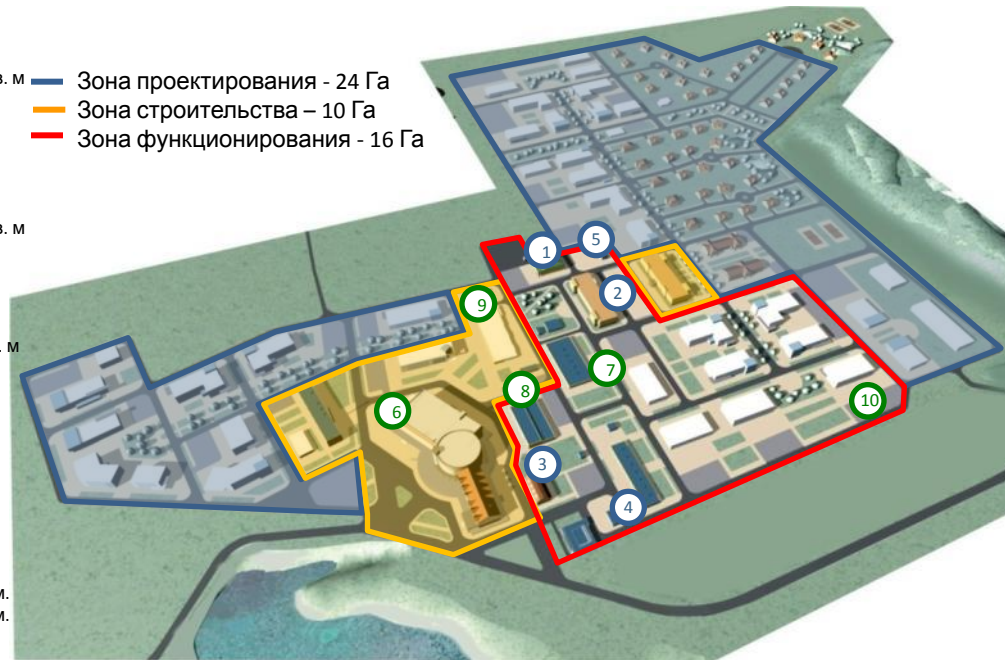 в. м
Зона проектирования - 24 Га
Зона строительства – 10 Га
Зона функционирования - 16 Га
в. м
м
м.
м.
1
5
2
9
7
8
6
10
3
4